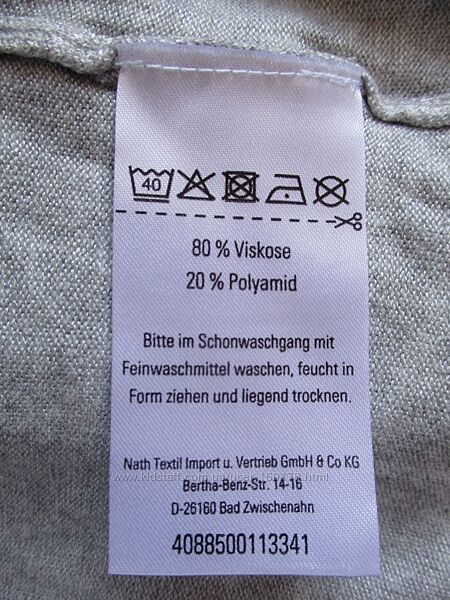 40
80 % Viskose
20 % Polyamid
Bitte im Schonwaschgang mit
Feinwaschmittel waschen, feucht in
Form ziehen und liegend trocknen.
Nath Textil Import u. Vertrieb GmbH & Co KG
Bertha-Benz-Str. 14-16
D-26160 Bad Zwischenahn
4088500113341